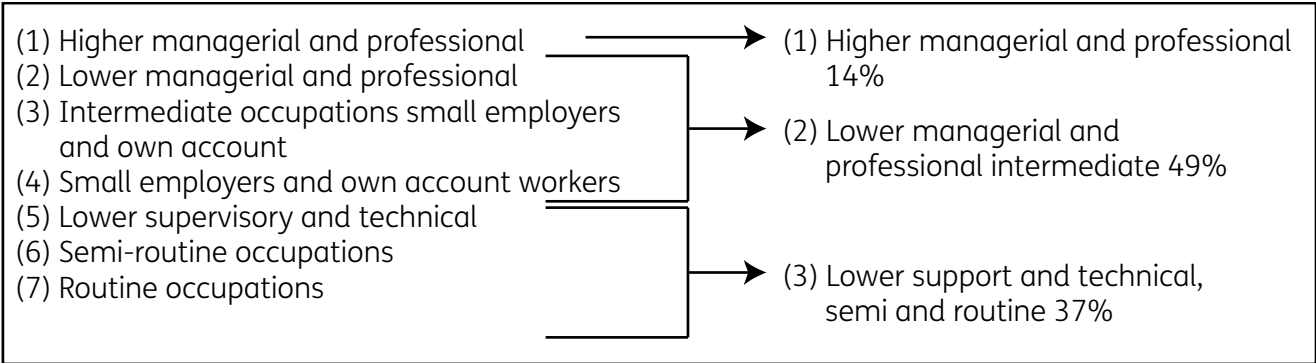 (1) Higher managerial and professional
(2) Lower managerial and professional
(3) Intermediate occupations small employers
and own account
(4) Small employers and own account workers
(5) Lower supervisory and technical
(6) Semi-routine occupations
(7) Routine occupations
(1) Higher managerial and professional
14%
(2) Lower managerial and
professional intermediate 49%
(3) Lower support and technical,
semi and routine 37%